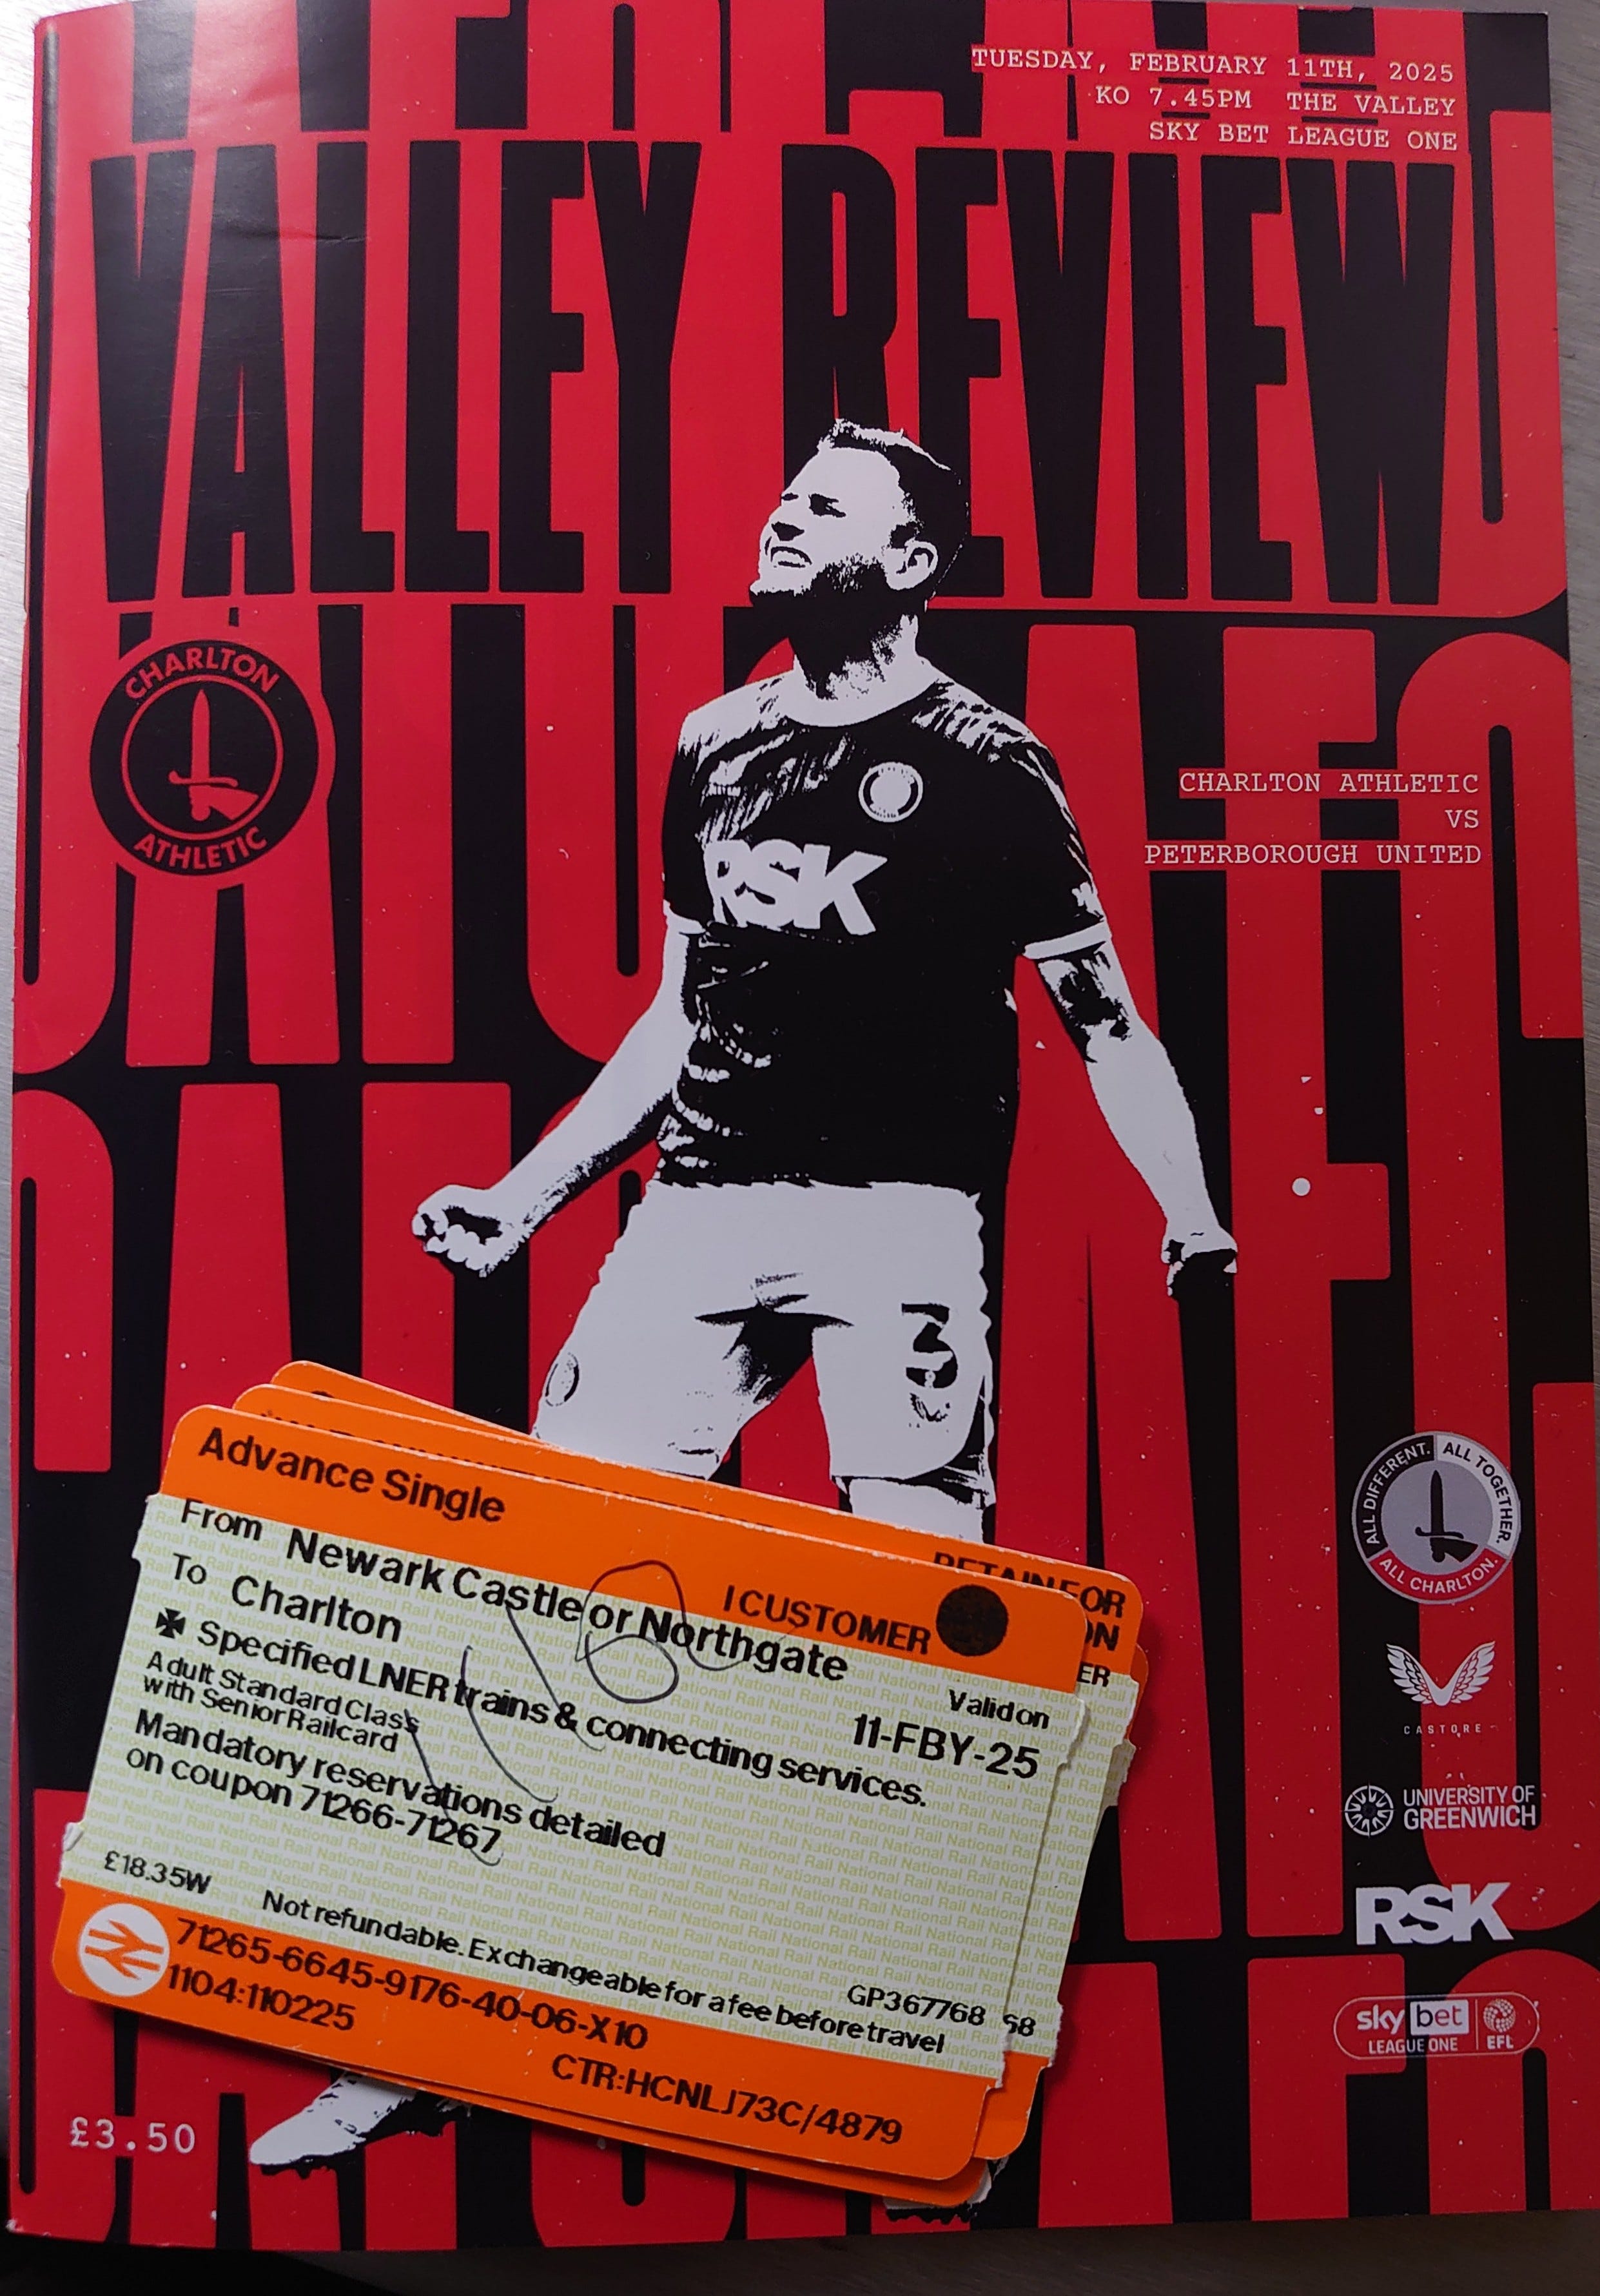 TUESDAY, FEBRUARY 11TH, 2025
KO 7.45PM THE VALLEY
SKY BET LEAGUE ONE
VALLEY REVIEW
CHARLTON
ATHLETIC
CHARLTON ATHLETIC
VS
PETERBOROUGH UNITED
RSK
3
ALL DIFFERENT. ALL TOGETHER.
ALL CHARLTON.
CASTORE
UNIVERSITY OF
GREENWICH
RSK
sky bet
LEAGUE ONE
EFL
£3.50
Advance Single
1 CUSTOMER
From Newark Castle or Northgate
To Charlton
Valid on
11-FBY-25
✠ Specified LNER trains & connecting services.
Adult Standard Class
with Senior Railcard
Mandatory reservations detailed
on coupon 71266-71267
£18.35W
Not refundable. Exchangeable for a fee before travel
GP367768
71265-6645-9176-40-06-X10
1104:110225
CTR:HCNLJ73C/4879
RETAIN FOR
68